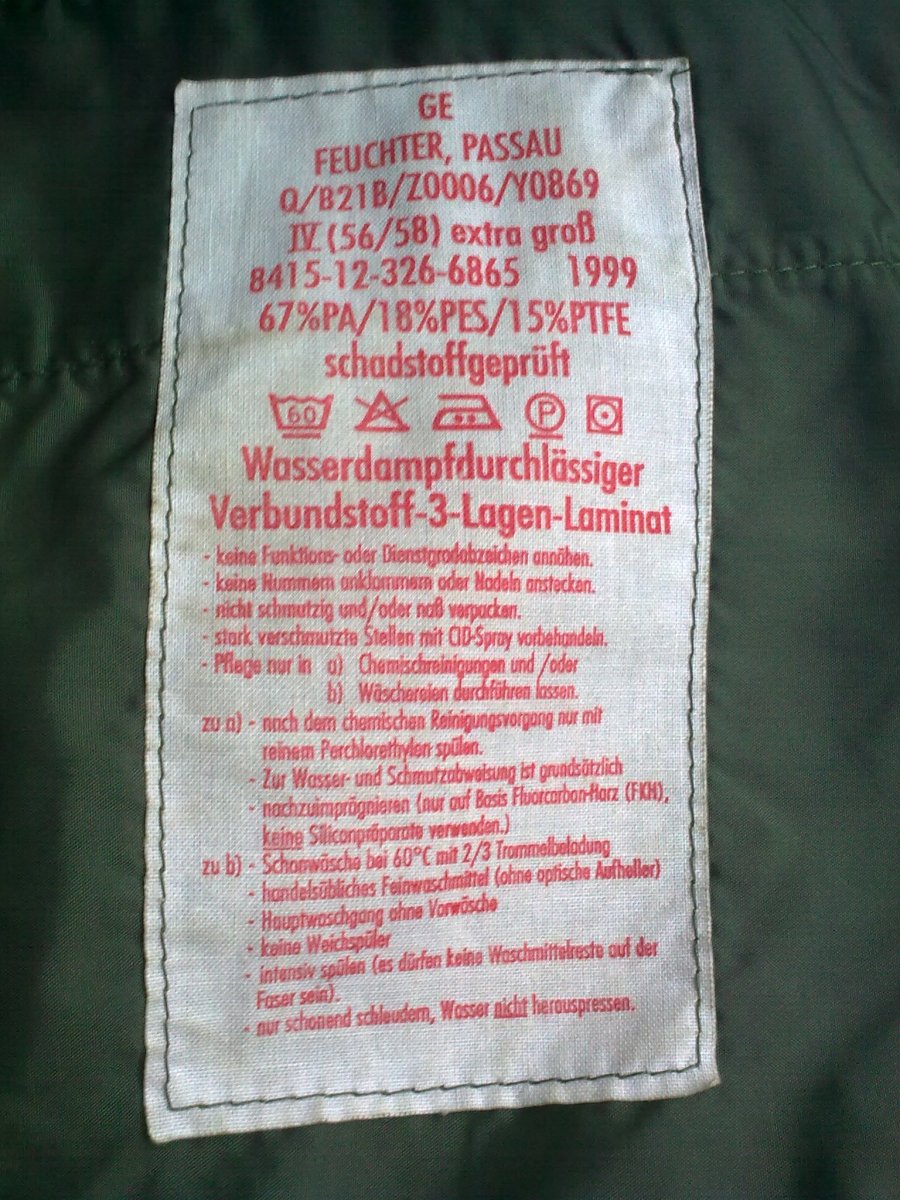 GE
FEUCHTER, PASSAU
Q/B21B/Z0006/Y0869
IV (56/58) extra groß
8415-12-326-6865 1999
67%PA/18%PES/15%PTFE
schadstoffgeprüft
60 P
Wasserdampfdurchlässiger
Verbundstoff-3-Lagen-Laminat
- keine Funktions- oder Dienstgradabzeichen annähen.
- keine Nummern anklammern oder Nadeln anstecken.
- nicht schmutzig und/oder naß verpacken.
- stark verschmutzte Stellen mit CID-Spray vorbehandeln.
- Pflege nur in a) Chemischreinigungen und /oder
b) Wäschereien durchführen lassen.
zu a) - nach dem chemischen Reinigungsvorgang nur mit
reinem Perchlorethylen spülen.
- Zur Wasser- und Schmutzabweisung ist grundsätzlich
- nachzuimprägnieren (nur auf Basis Fluorcarbon-Harz (FKH),
keine Siliconpräparate verwenden.)
zu b) - Schonwäsche bei 60°C mit 2/3 Trommelbeladung
- handelsübliches Feinwaschmittel (ohne optische Aufheller)
- Hauptwaschgang ohne Vorwäsche
- keine Weichspüler
- intensiv spülen (es dürfen keine Waschmittelreste auf der
Faser sein).
- nur schonend schleudern, Wasser nicht herauspressen.